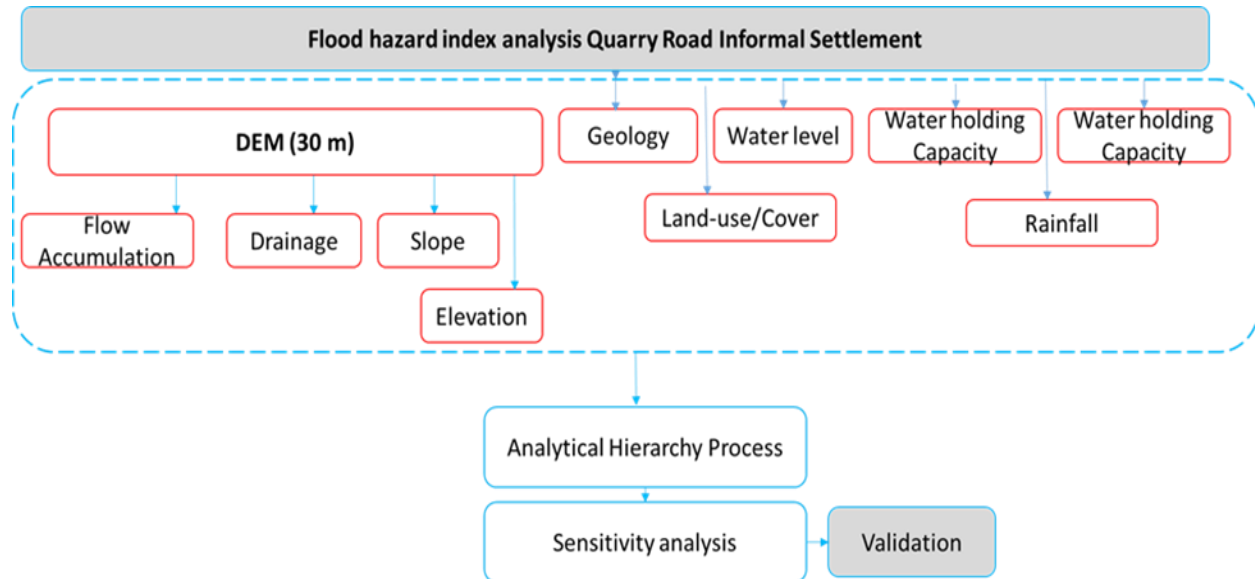 Flood hazard index analysis Quarry Road Informal Settlement
DEM (30 m)
Geology
Water level
Water holding
Capacity
Water holding
Capacity
Flow
Accumulation
Drainage
Slope
Land-use/Cover
Rainfall
Elevation
Analytical Hierarchy Process
Sensitivity analysis
Validation